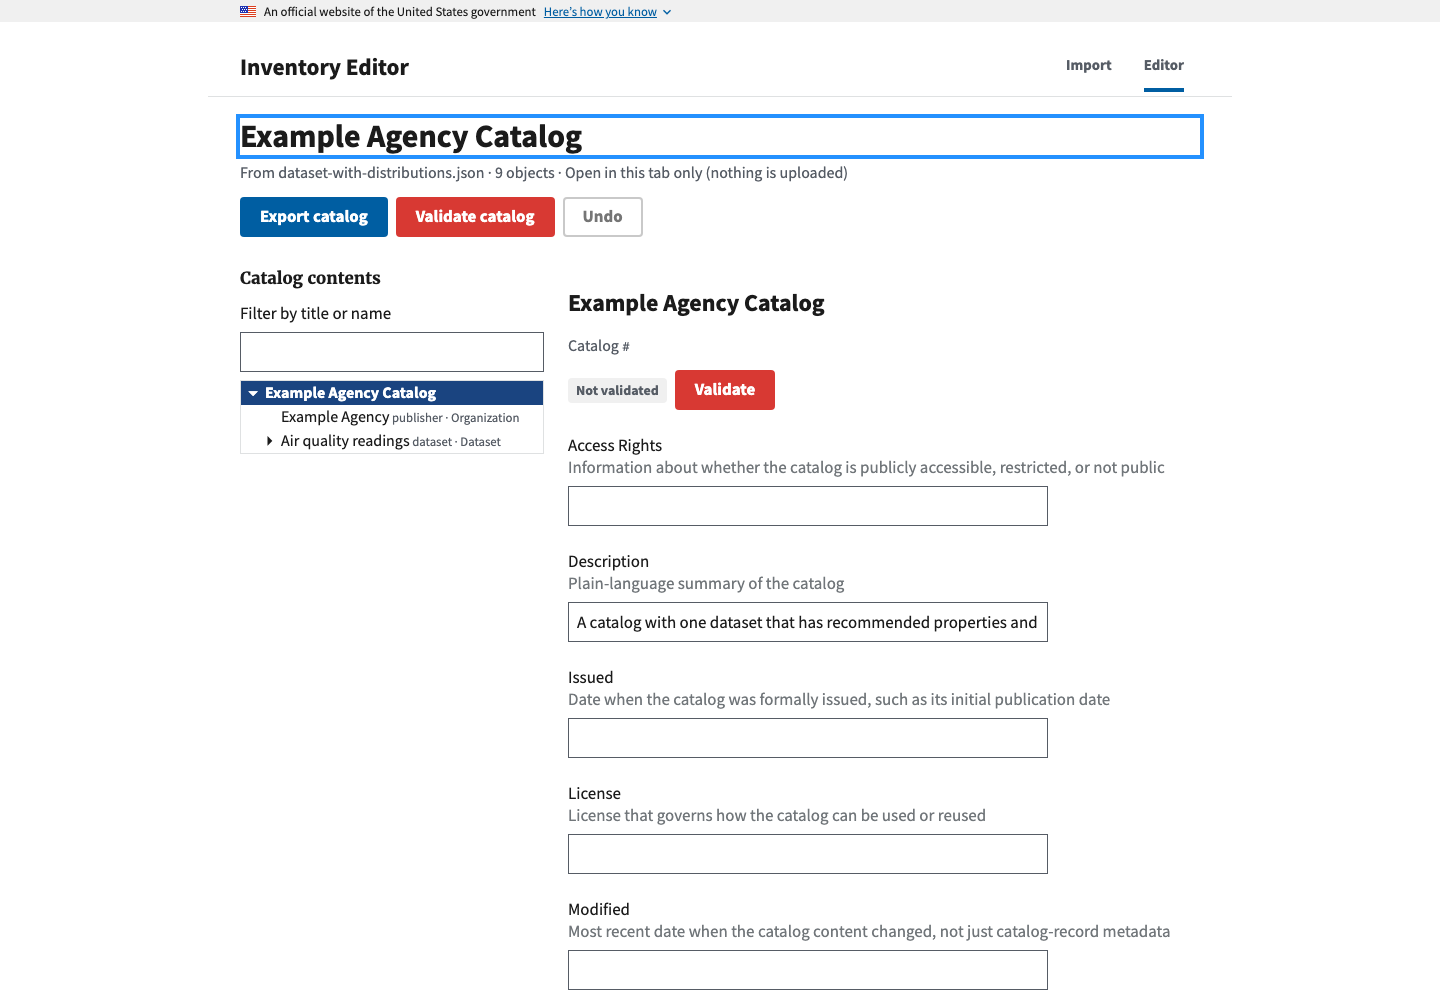 An official website of the United States government Here's how you know
Inventory Editor
Import
Editor
Example Agency Catalog
From dataset-with-distributions.json · 9 objects · Open in this tab only (nothing is uploaded)
Export catalog
Validate catalog
Undo
Catalog contents
Filter by title or name
Example Agency Catalog
Example Agency publisher · Organization
Air quality readings dataset · Dataset
Example Agency Catalog
Catalog #
Not validated
Validate
Access Rights
Information about whether the catalog is publicly accessible, restricted, or not public
Description
Plain-language summary of the catalog
A catalog with one dataset that has recommended properties and
Issued
Date when the catalog was formally issued, such as its initial publication date
License
License that governs how the catalog can be used or reused
Modified
Most recent date when the catalog content changed, not just catalog-record metadata